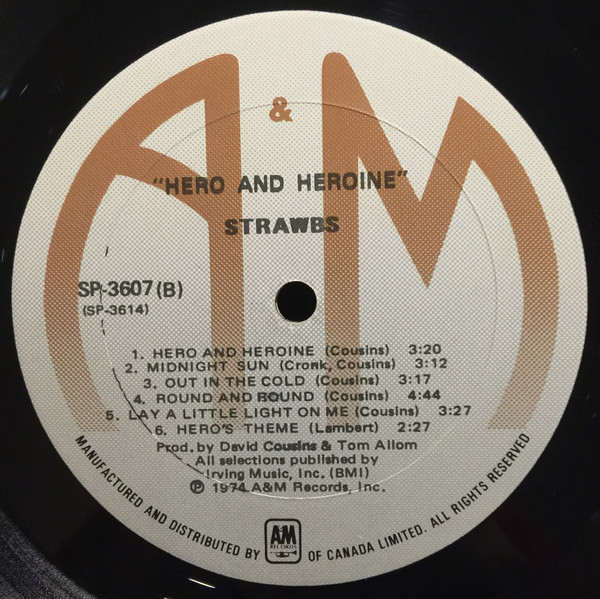 A & M
"HERO AND HEROINE"
STRAWBS
SP-3607 (B)
(SP-3614)
1. HERO AND HEROINE (Cousins) 3:20
2. MIDNIGHT SUN (Cronk, Cousins) 3:12
3. OUT IN THE COLD (Cousins) 3:17
4. ROUND AND ROUND (Cousins) 4:44
5. LAY A LITTLE LIGHT ON ME (Cousins) 3:27
6. HERO'S THEME (Lambert) 2:27
Prod. by David Cousins & Tom Allom
All selections published by
Irving Music, Inc. (BMI)
℗ 1974 A&M Records, Inc.
MANUFACTURED AND DISTRIBUTED BY A&M RECORDS OF CANADA LIMITED. ALL RIGHTS RESERVED